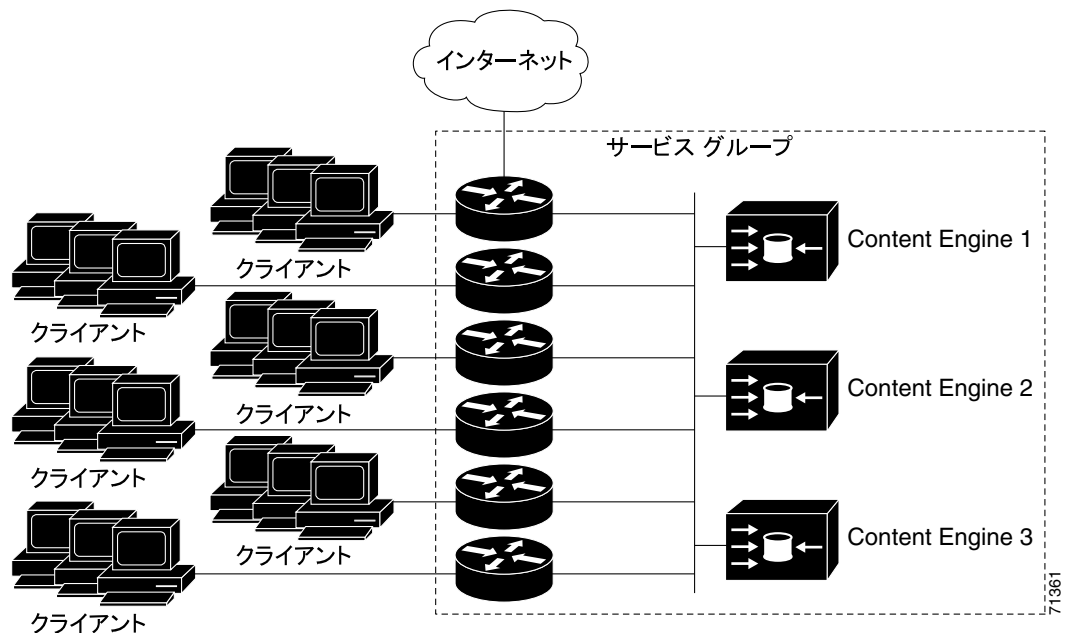 インターネット
サービス グループ
クライアント
Content Engine 1
クライアント
クライアント
Content Engine 2
クライアント
クライアント
Content Engine 3
クライアント
71361